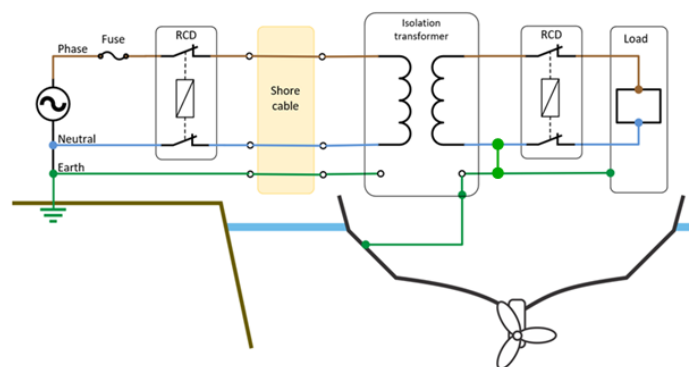 Phase
Fuse
RCD
Shore
cable
Isolation
transformer
RCD
Load
Neutral
Earth